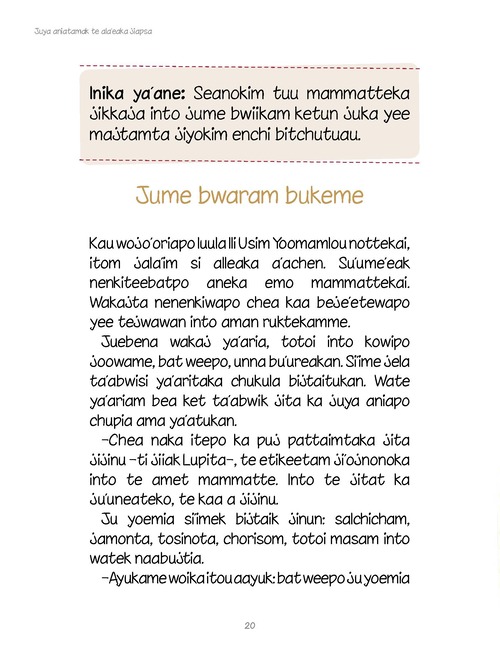 Juya aniatamak te ala'eaka jiapsa
Inika ya'ane: Seanokim tuu mammatteka
jikkaja into jume bwiikam ketun juka yee
majtamta jiyokim enchi bitchutuau.
Jume bwaram bukeme
Kau wojo'oriapo luula Ili Usim Yoomamlou nottekai,
itom jala'im si alleaka a'achen. Su'ume'eak
nenkiteebatpo aneka emo mammattekai.
Wakajta nenenkiwapo chea kaa beje'etewapo
yee tejwawan into aman ruktekamme.
Juebena wakaj ya'aria, totoi into kowipo
joowame, bat weepo, unna bu'ureakan. Si'ime jela
ta'abwisi ya'aritaka chukula bijtaitukan. Wate
ya'ariam bea ket ta'abwik jita ka juya aniapo
chupia ama ya'atukan.
–Chea naka itepo ka puj pattaimtaka jita
jijinu –ti jiiak Lupita–, te etikeetam ji'ojnonoka
into te amet mammatte. Into te jitat ka
ju'uneateko, te kaa a jijinu.
Ju yoemia si'imek bijtaik jinun: salchicham,
jamonta, tosinota, chorisom, totoi masam into
watek naabujtia.
–Ayukame woika itou aayuk: bat weepo ju yoemia
20